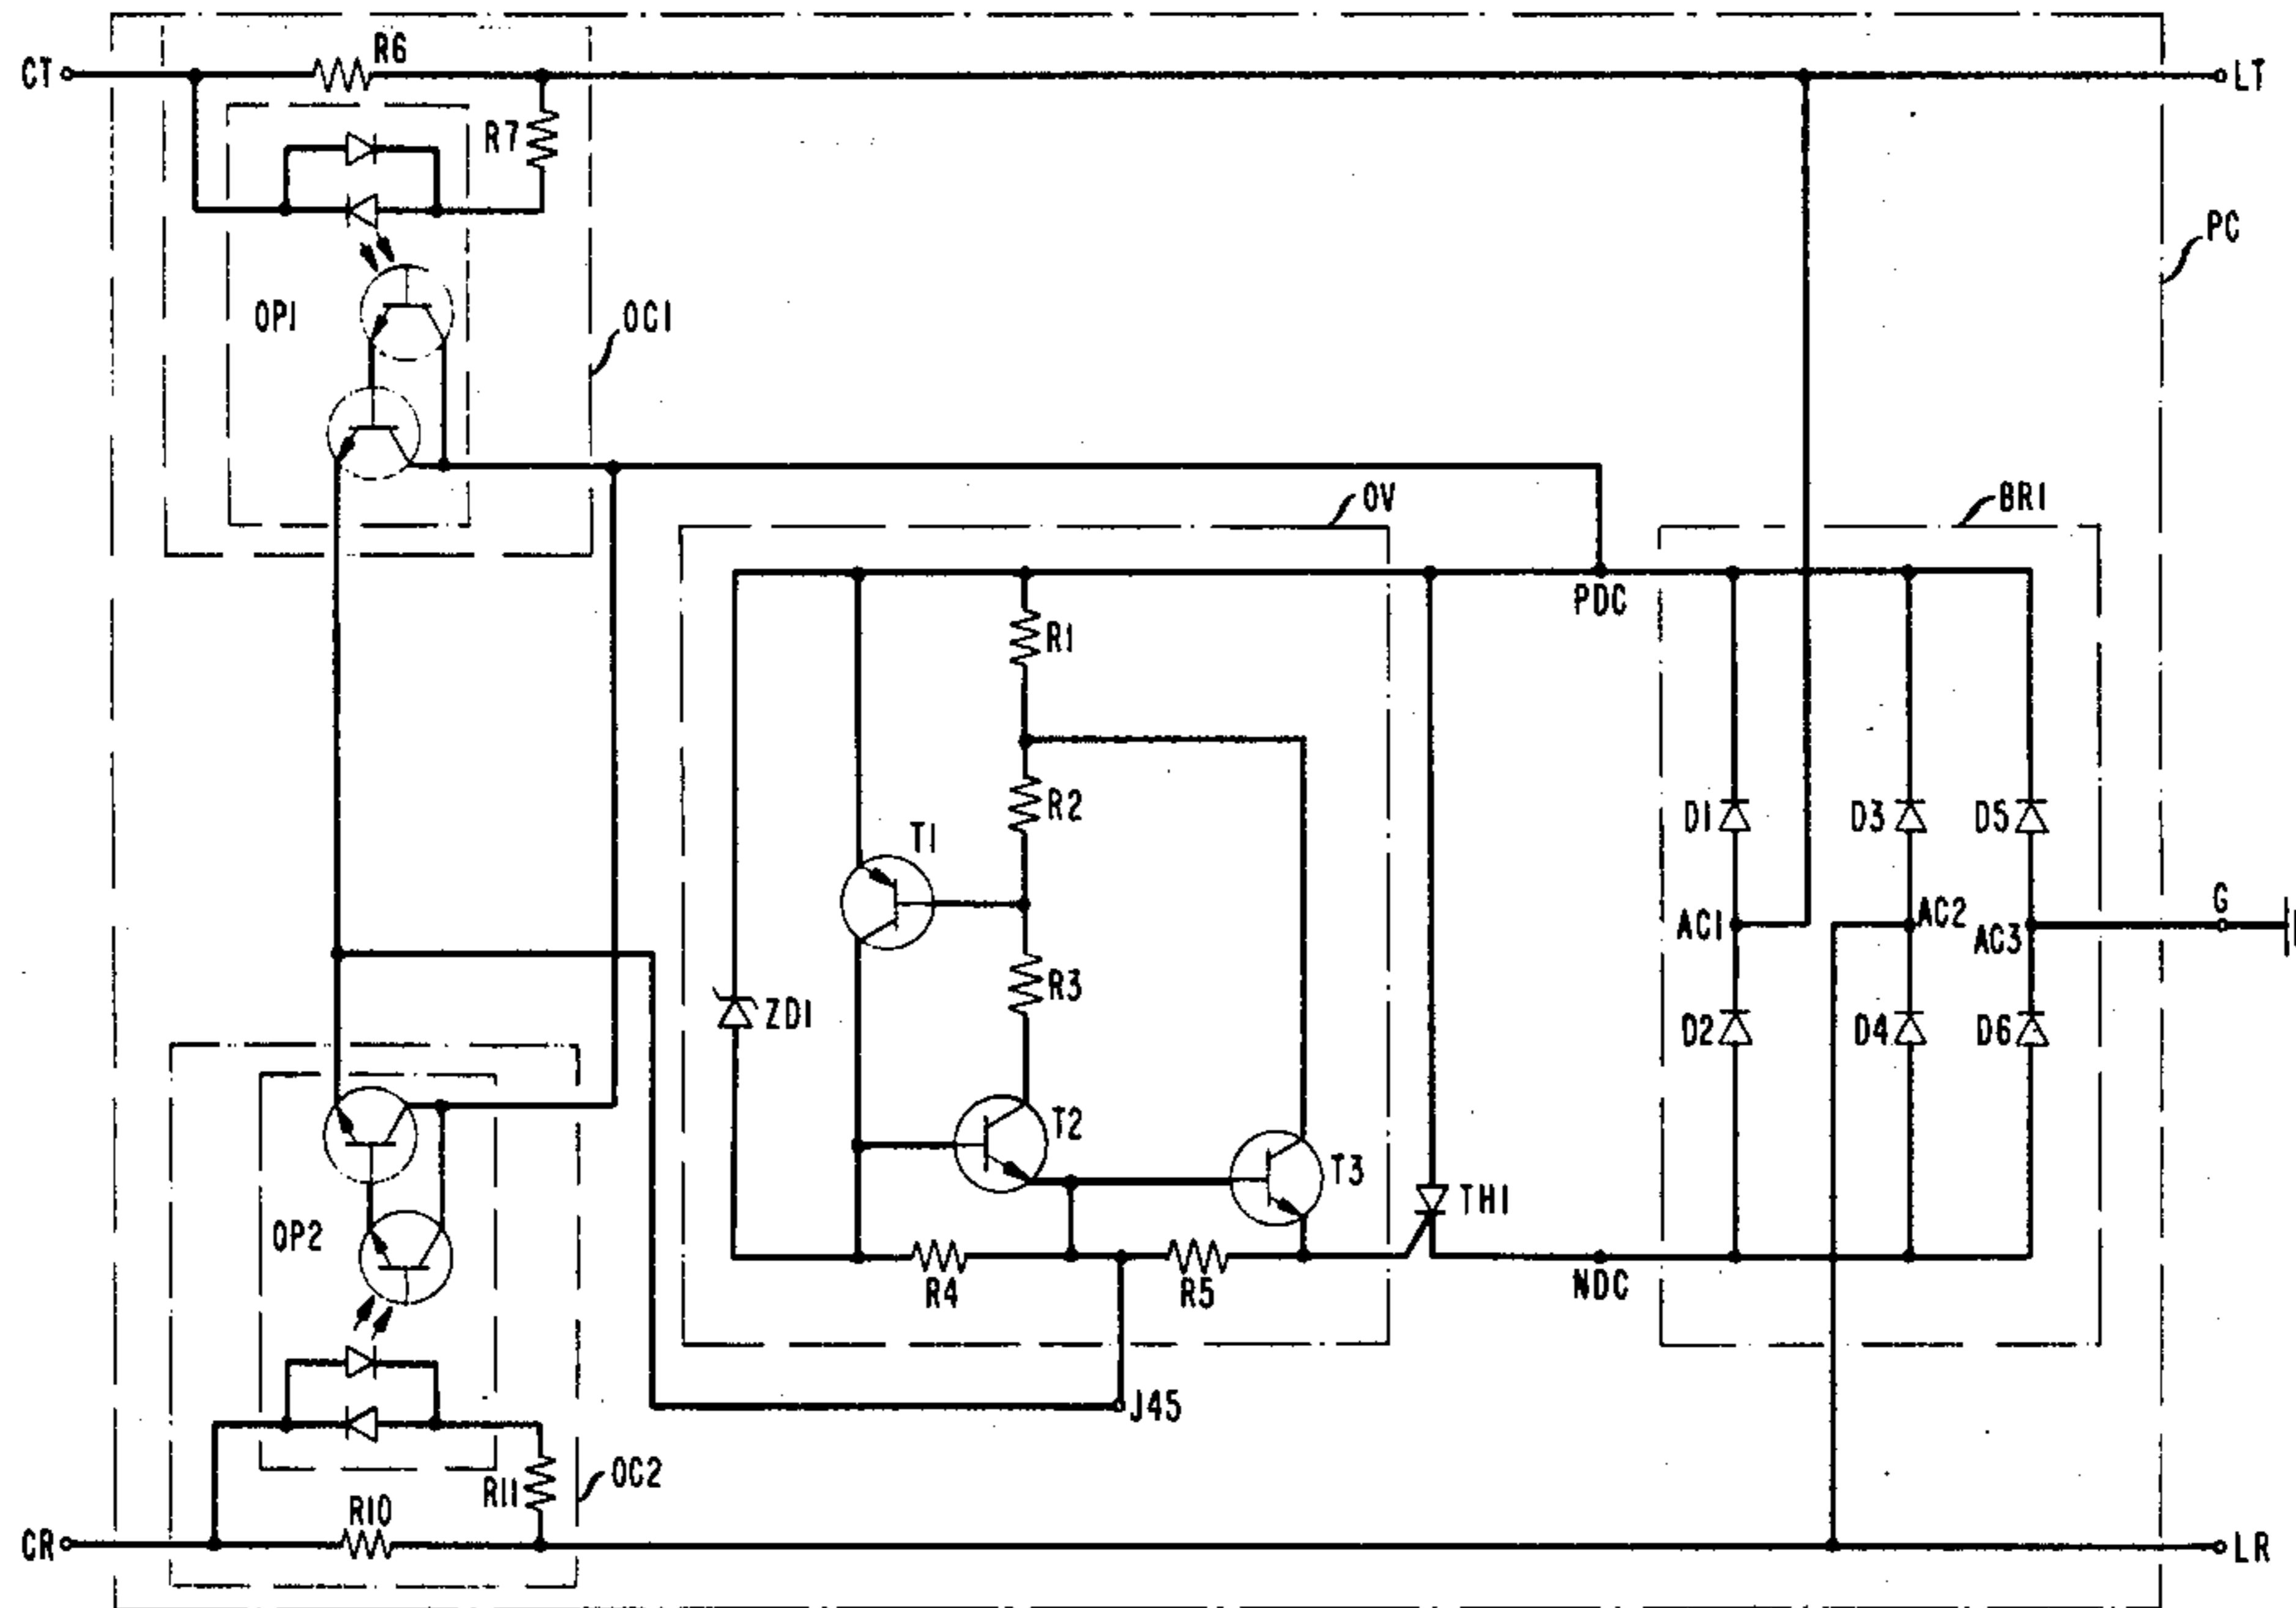 CT
R6
LT
R7
PC
OP1
OC1
OV
BR1
PDC
R1
R2
T1
D1
D3
D5
G
AC1
AC2
AC3
R3
ZD1
D2
D4
D6
T2
T3
TH1
OP2
R4
R5
NDC
J45
R11
OC2
R10
CR
LR